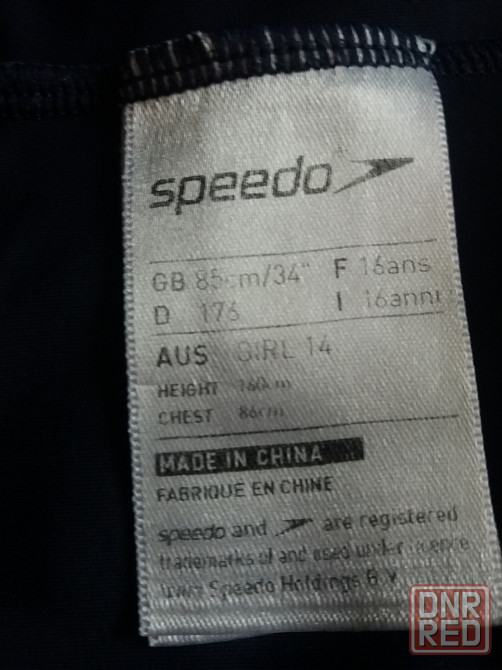 speedo
GB 85cm/34" F 16ans
D 176 I 16anni
AUS GIRL 14
HEIGHT 160cm
CHEST 86cm
MADE IN CHINA
FABRIQUE EN CHINE
speedo and are registered
trademarks of and used under licence
from Speedo Holdings B.V.
DNR
RED